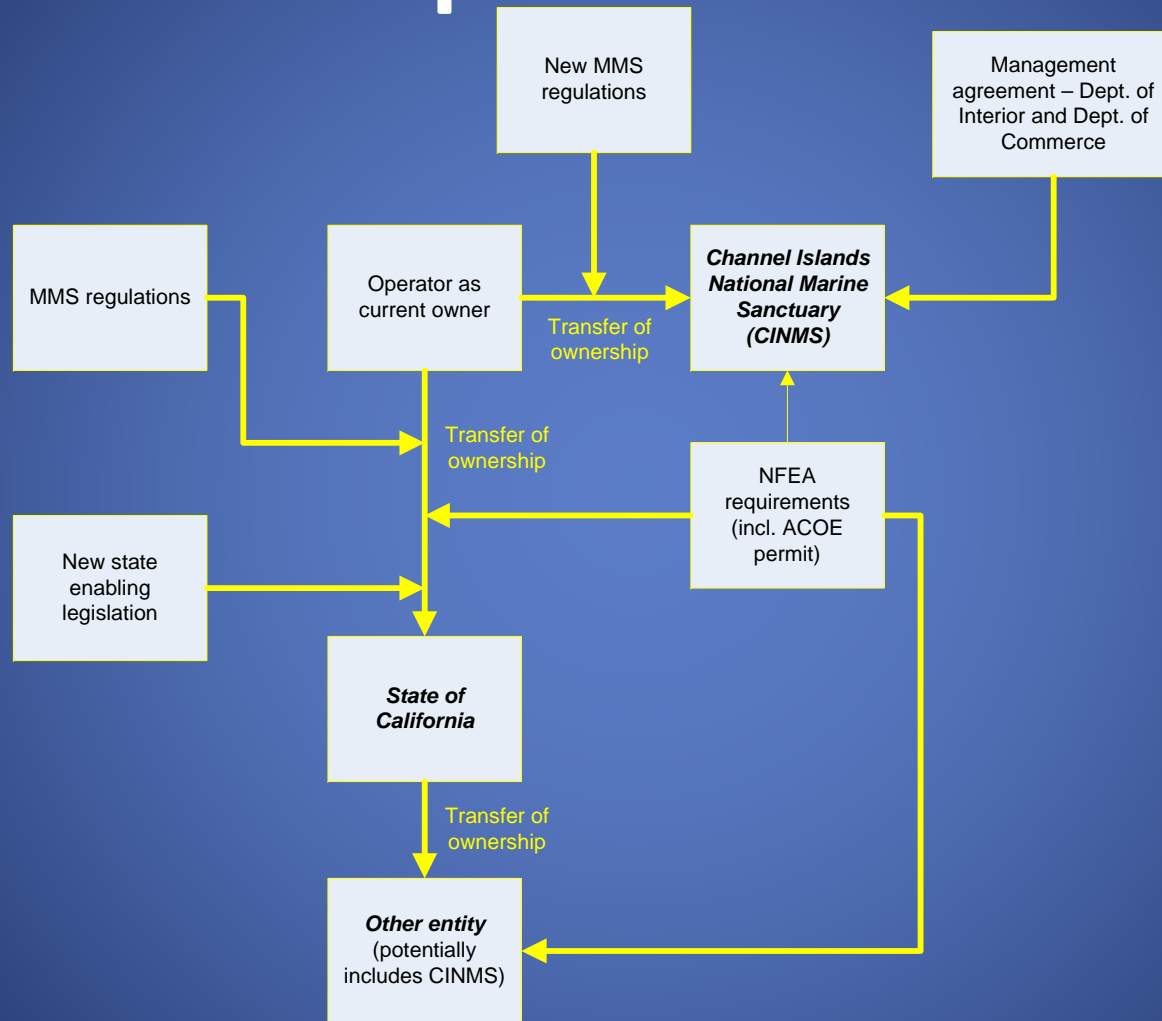 New MMS
regulations
Management
agreement – Dept. of
Interior and Dept. of
Commerce
MMS regulations
Operator as
current owner
Transfer of
ownership
Channel Islands
National Marine
Sanctuary
(CINMS)
Transfer of
ownership
NFEA
requirements
(incl. ACOE
permit)
New state
enabling
legislation
State of
California
Transfer of
ownership
Other entity
(potentially
includes CINMS)